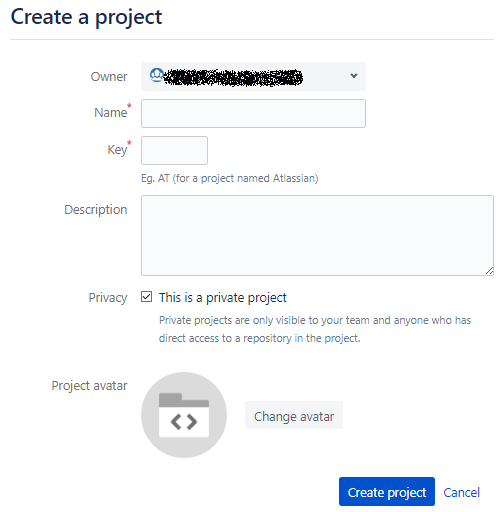 Create a project
Owner
Name*
Key*
Eg. AT (for a project named Atlassian)
Description
Privacy This is a private project
Private projects are only visible to your team and anyone who has
direct access to a repository in the project.
Project avatar
Change avatar
Create project Cancel